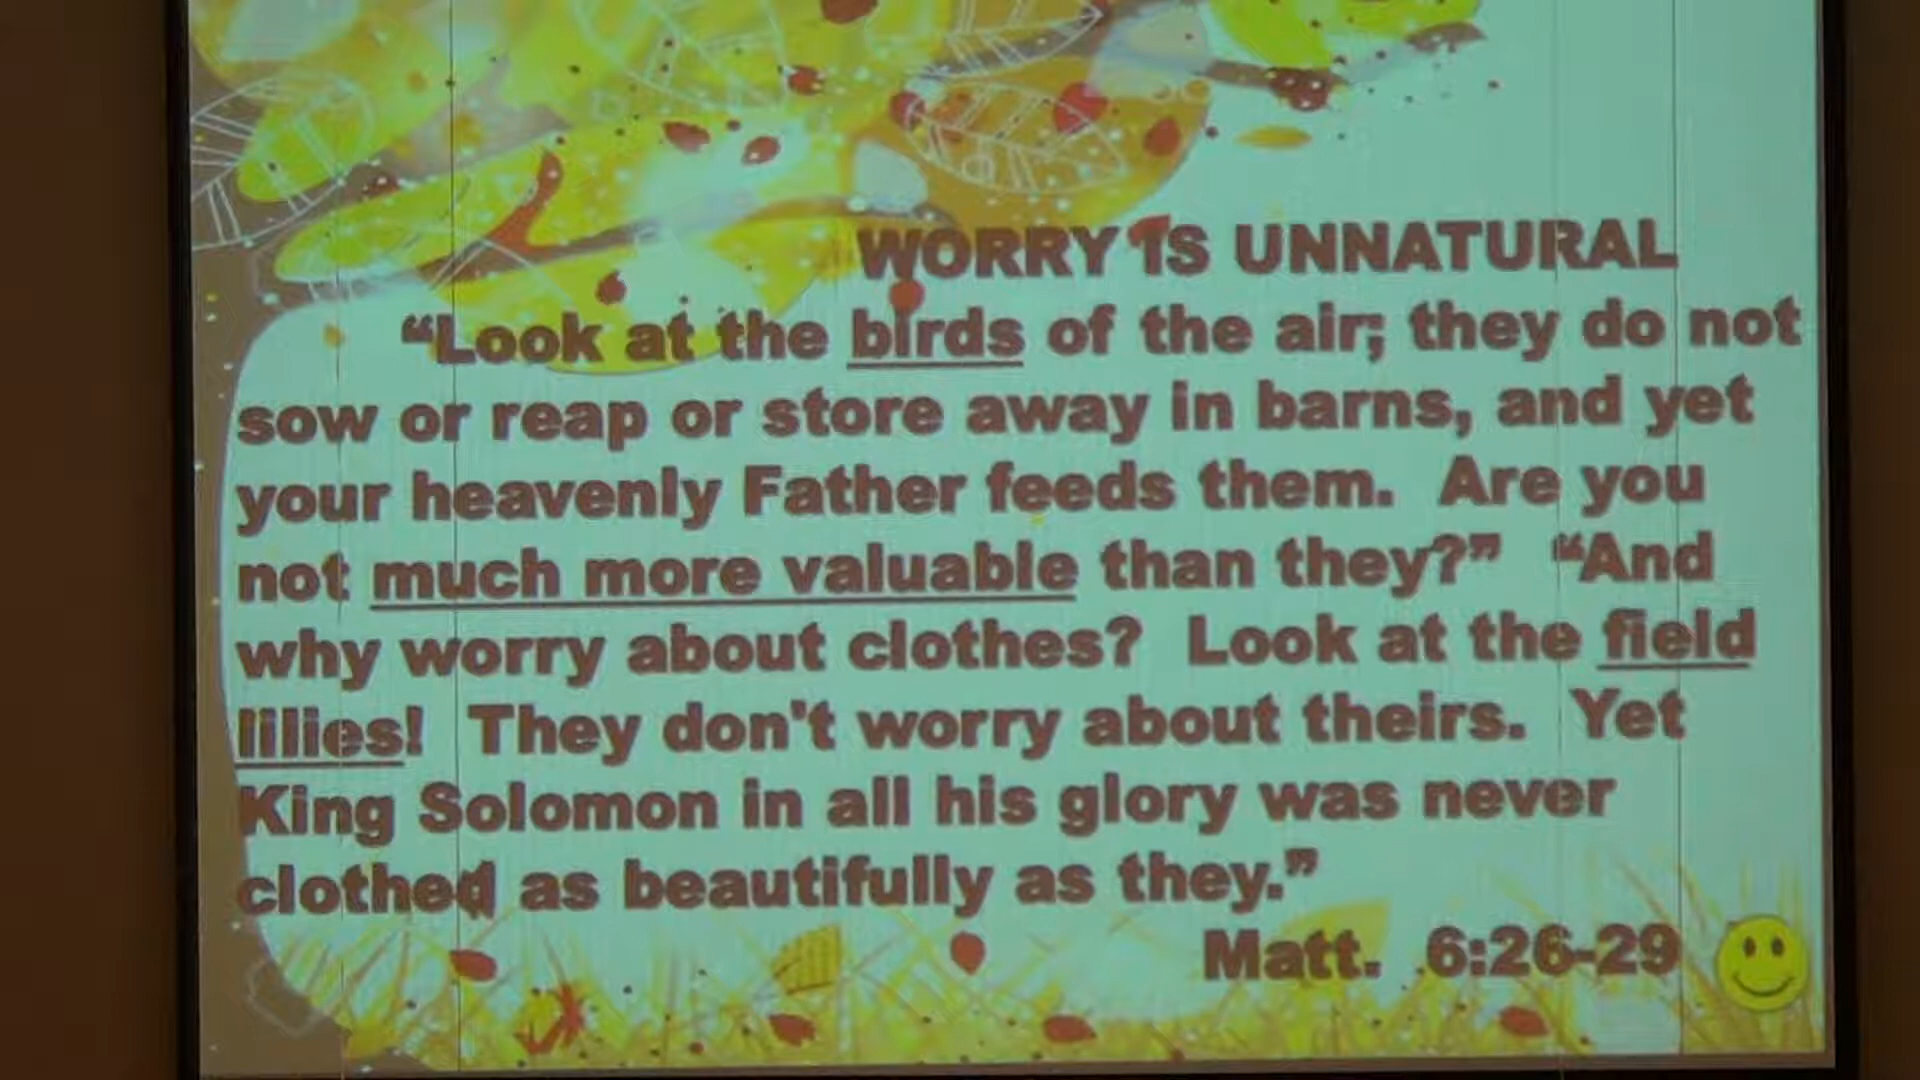 WORRY IS UNNATURAL
“Look at the birds of the air; they do not
sow or reap or store away in barns, and yet
your heavenly Father feeds them. Are you
not much more valuable than they?” “And
why worry about clothes? Look at the field
lilies! They don't worry about theirs. Yet
King Solomon in all his glory was never
clothed as beautifully as they.”
Matt. 6:26-29